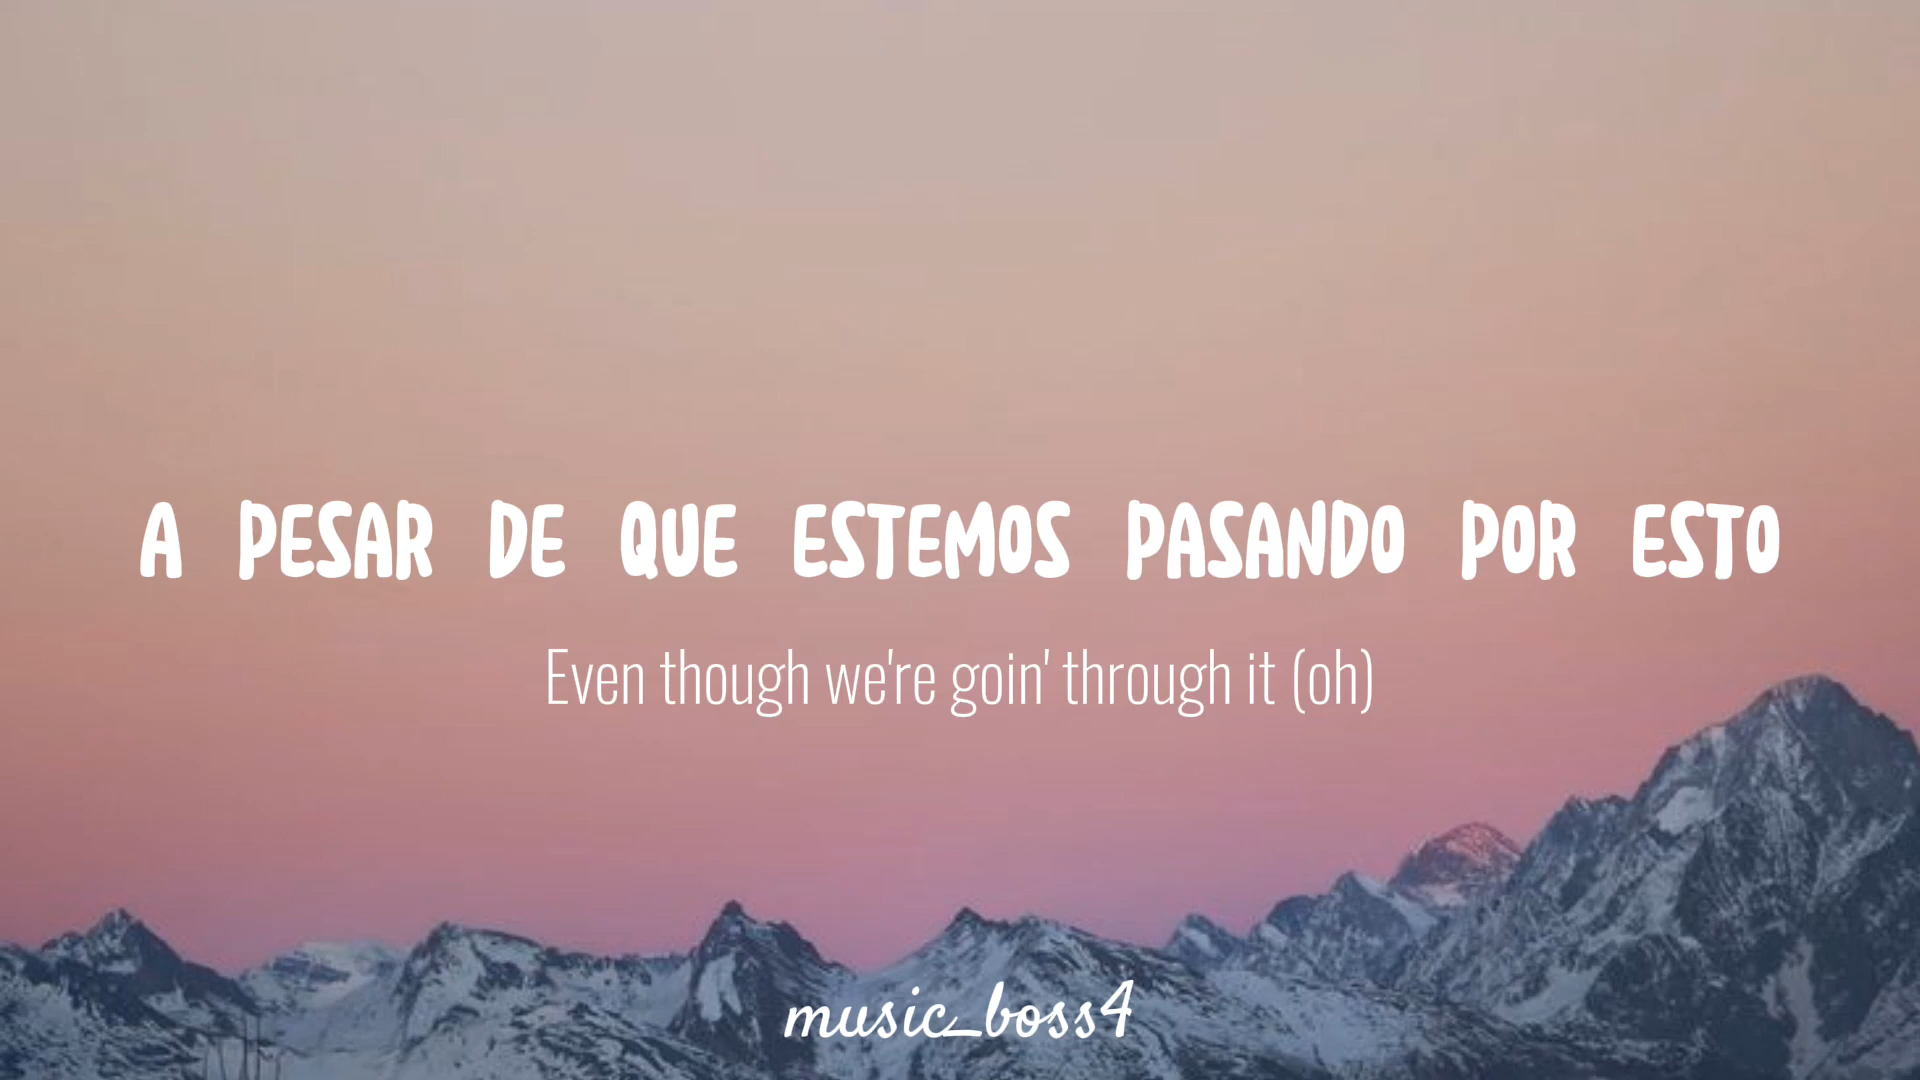 A PESAR DE QUE ESTEMOS PASANDO POR ESTO
Even though we're goin' through it (oh)
music_boss4